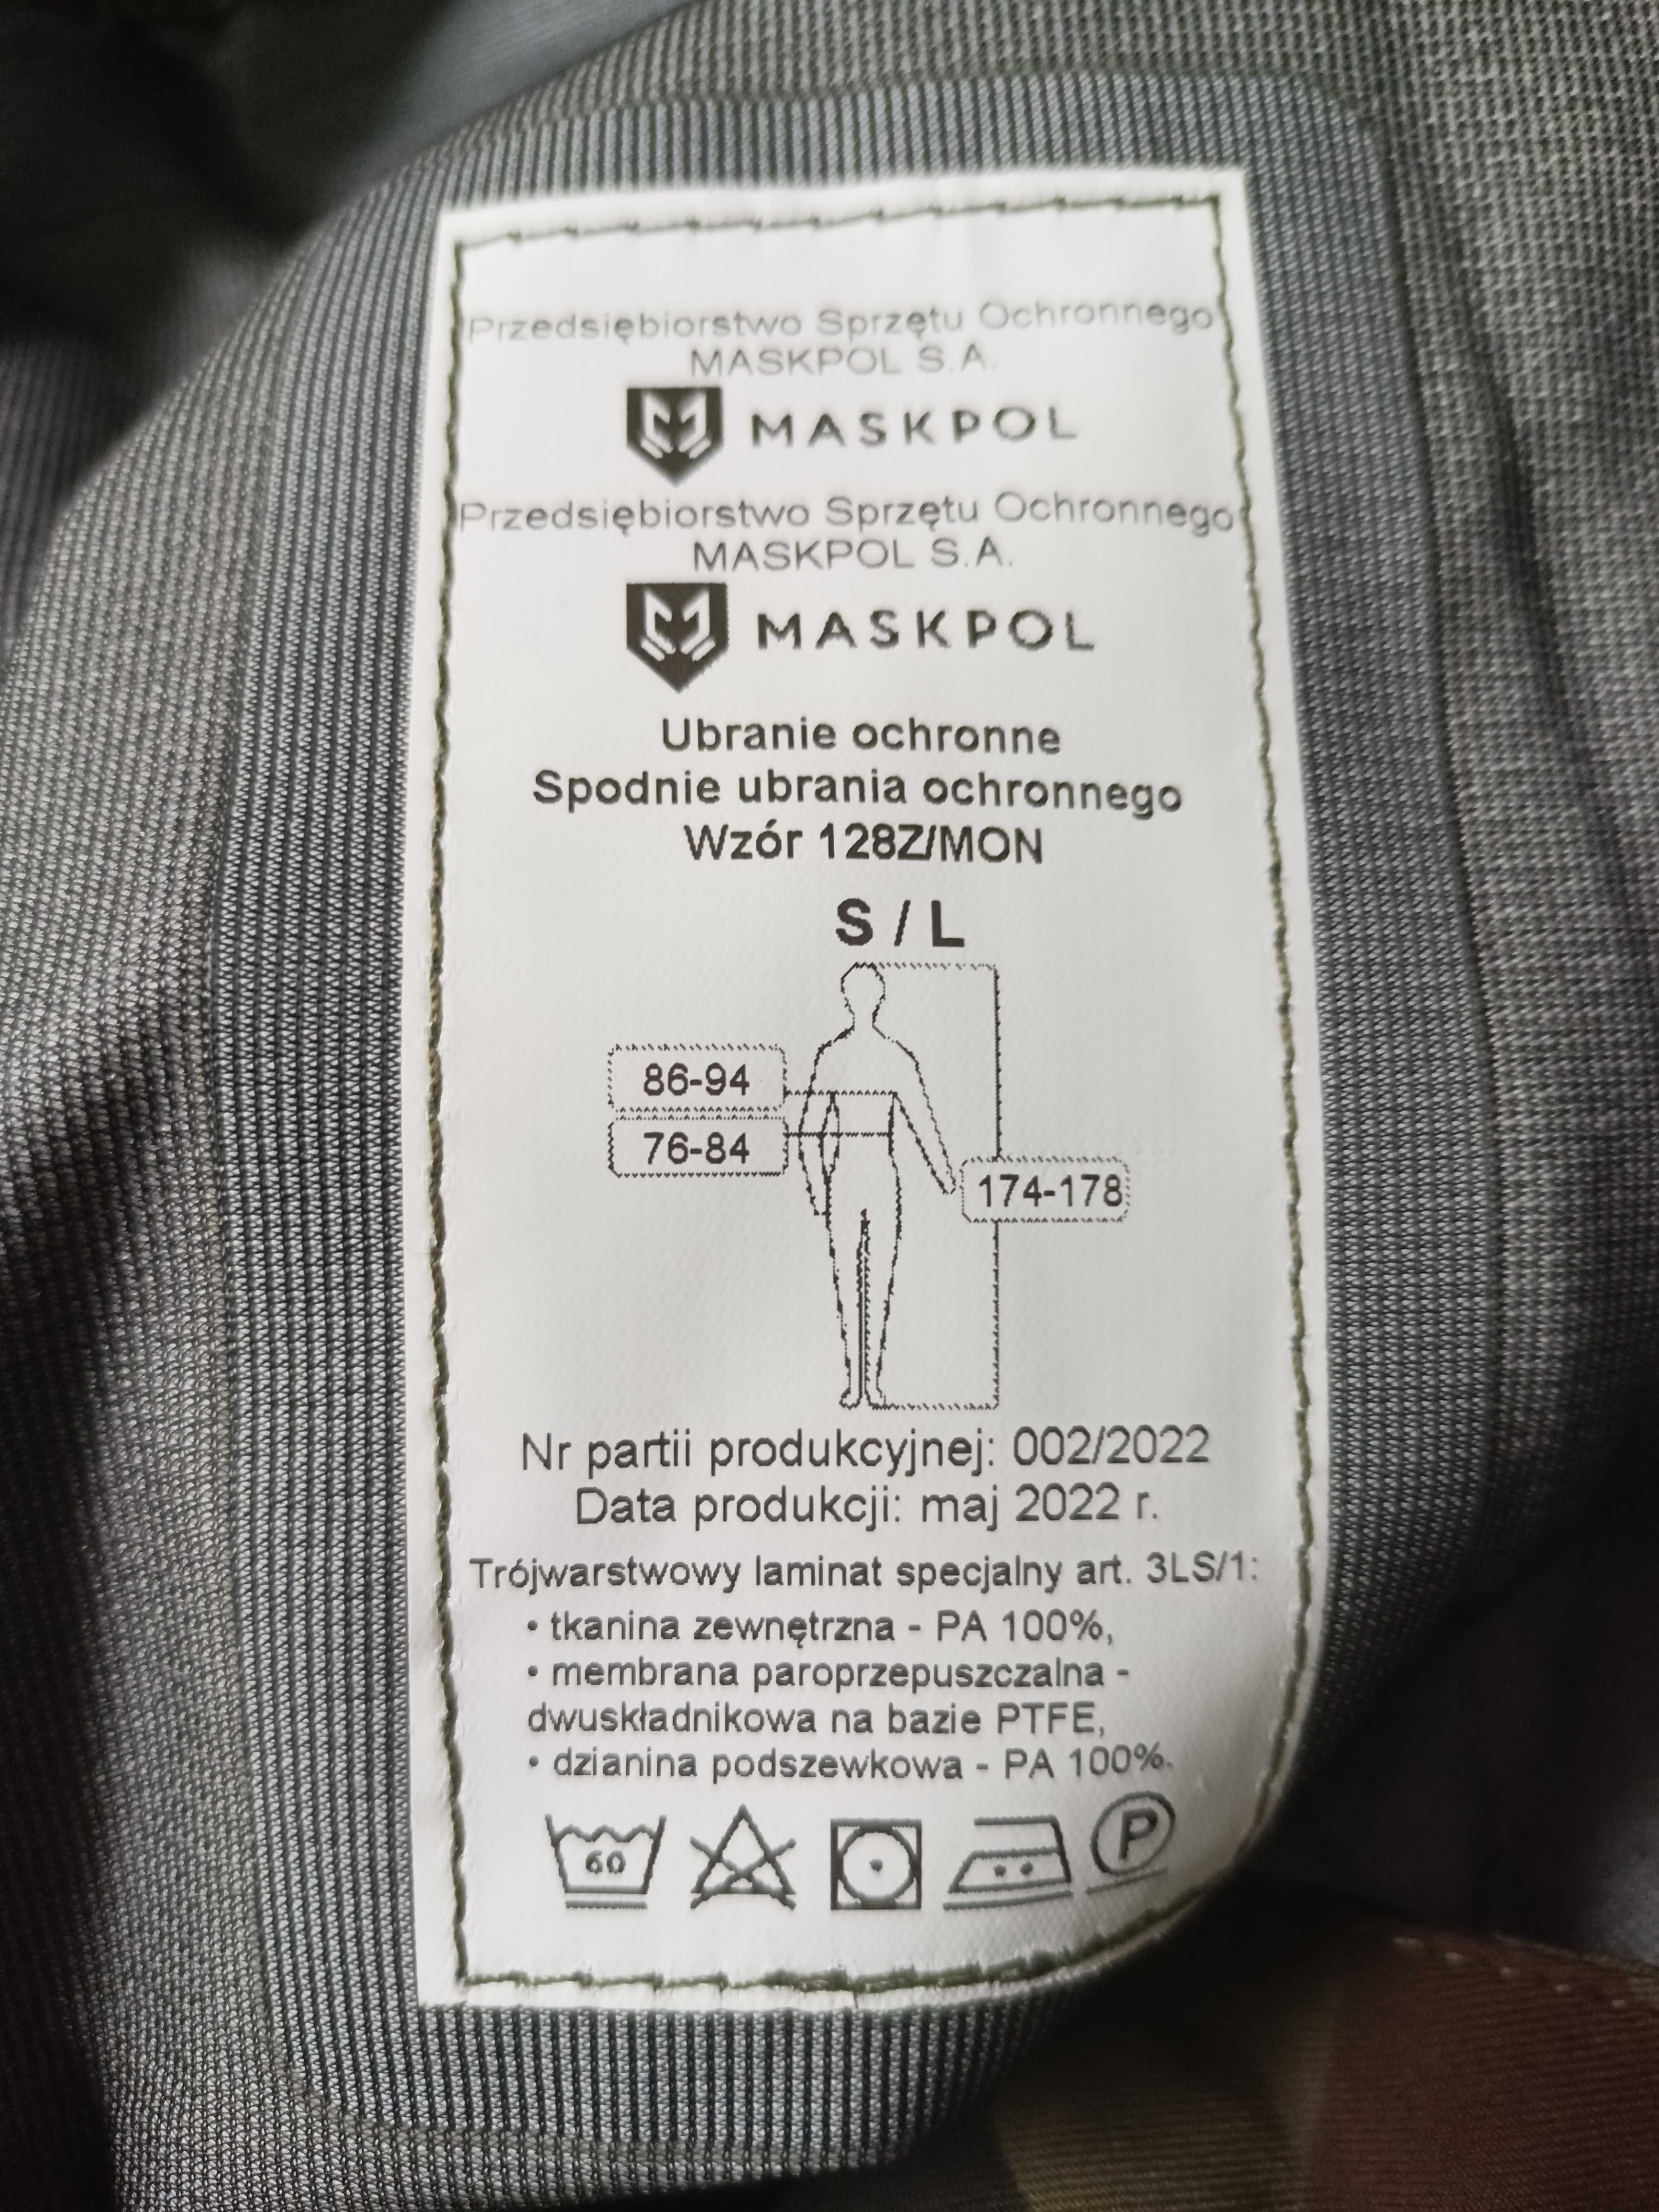 Przedsiębiorstwo Sprzętu Ochronnego
MASKPOL S.A.
MASKPOL
Przedsiębiorstwo Sprzętu Ochronnego
MASKPOL S.A.
MASKPOL
Ubranie ochronne
Spodnie ubrania ochronnego
Wzór 128Z/MON
S / L
86-94
76-84
174-178
Nr partii produkcyjnej: 002/2022
Data produkcji: maj 2022 r.
Trójwarstwowy laminat specjalny art. 3LS/1:
• tkanina zewnętrzna - PA 100%,
• membrana paroprzepuszczalna -
dwuskładnikowa na bazie PTFE,
• dzianina podszewkowa - PA 100%.
60
P